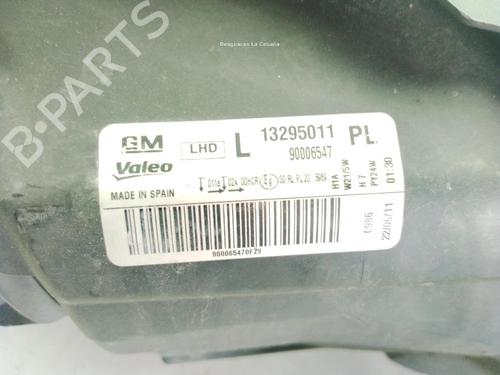 Desguaces La Cabaña
B-PARTS
GM
Valeo
LHD
L
13295011
PL
90006547
MADE IN SPAIN
H1A
W21/5W
H 7
PY24W
01:30
22/06/11
900065470FZ9